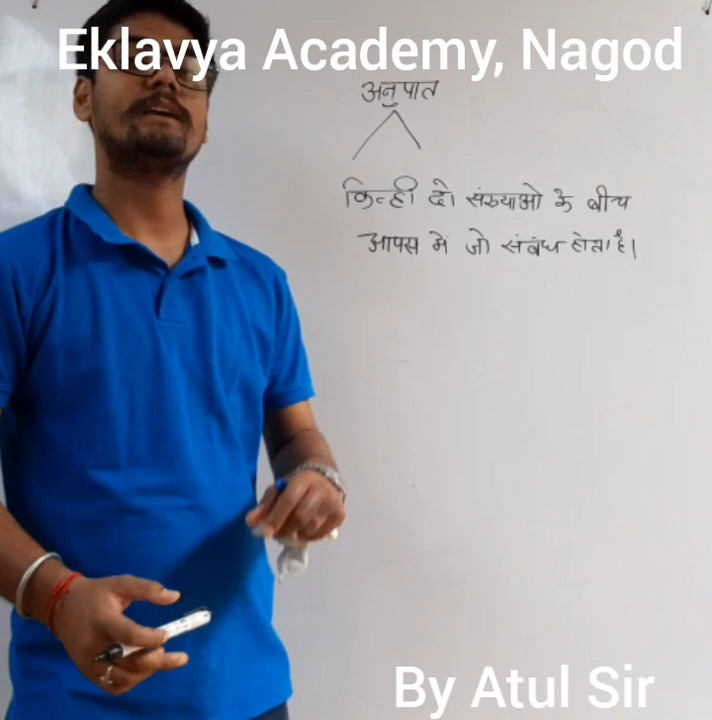 Eklavya Academy, Nagod
अनुपात
किन्ही दो संख्याओ के बीच
आपस में जो संबंध होता है।
By Atul Sir